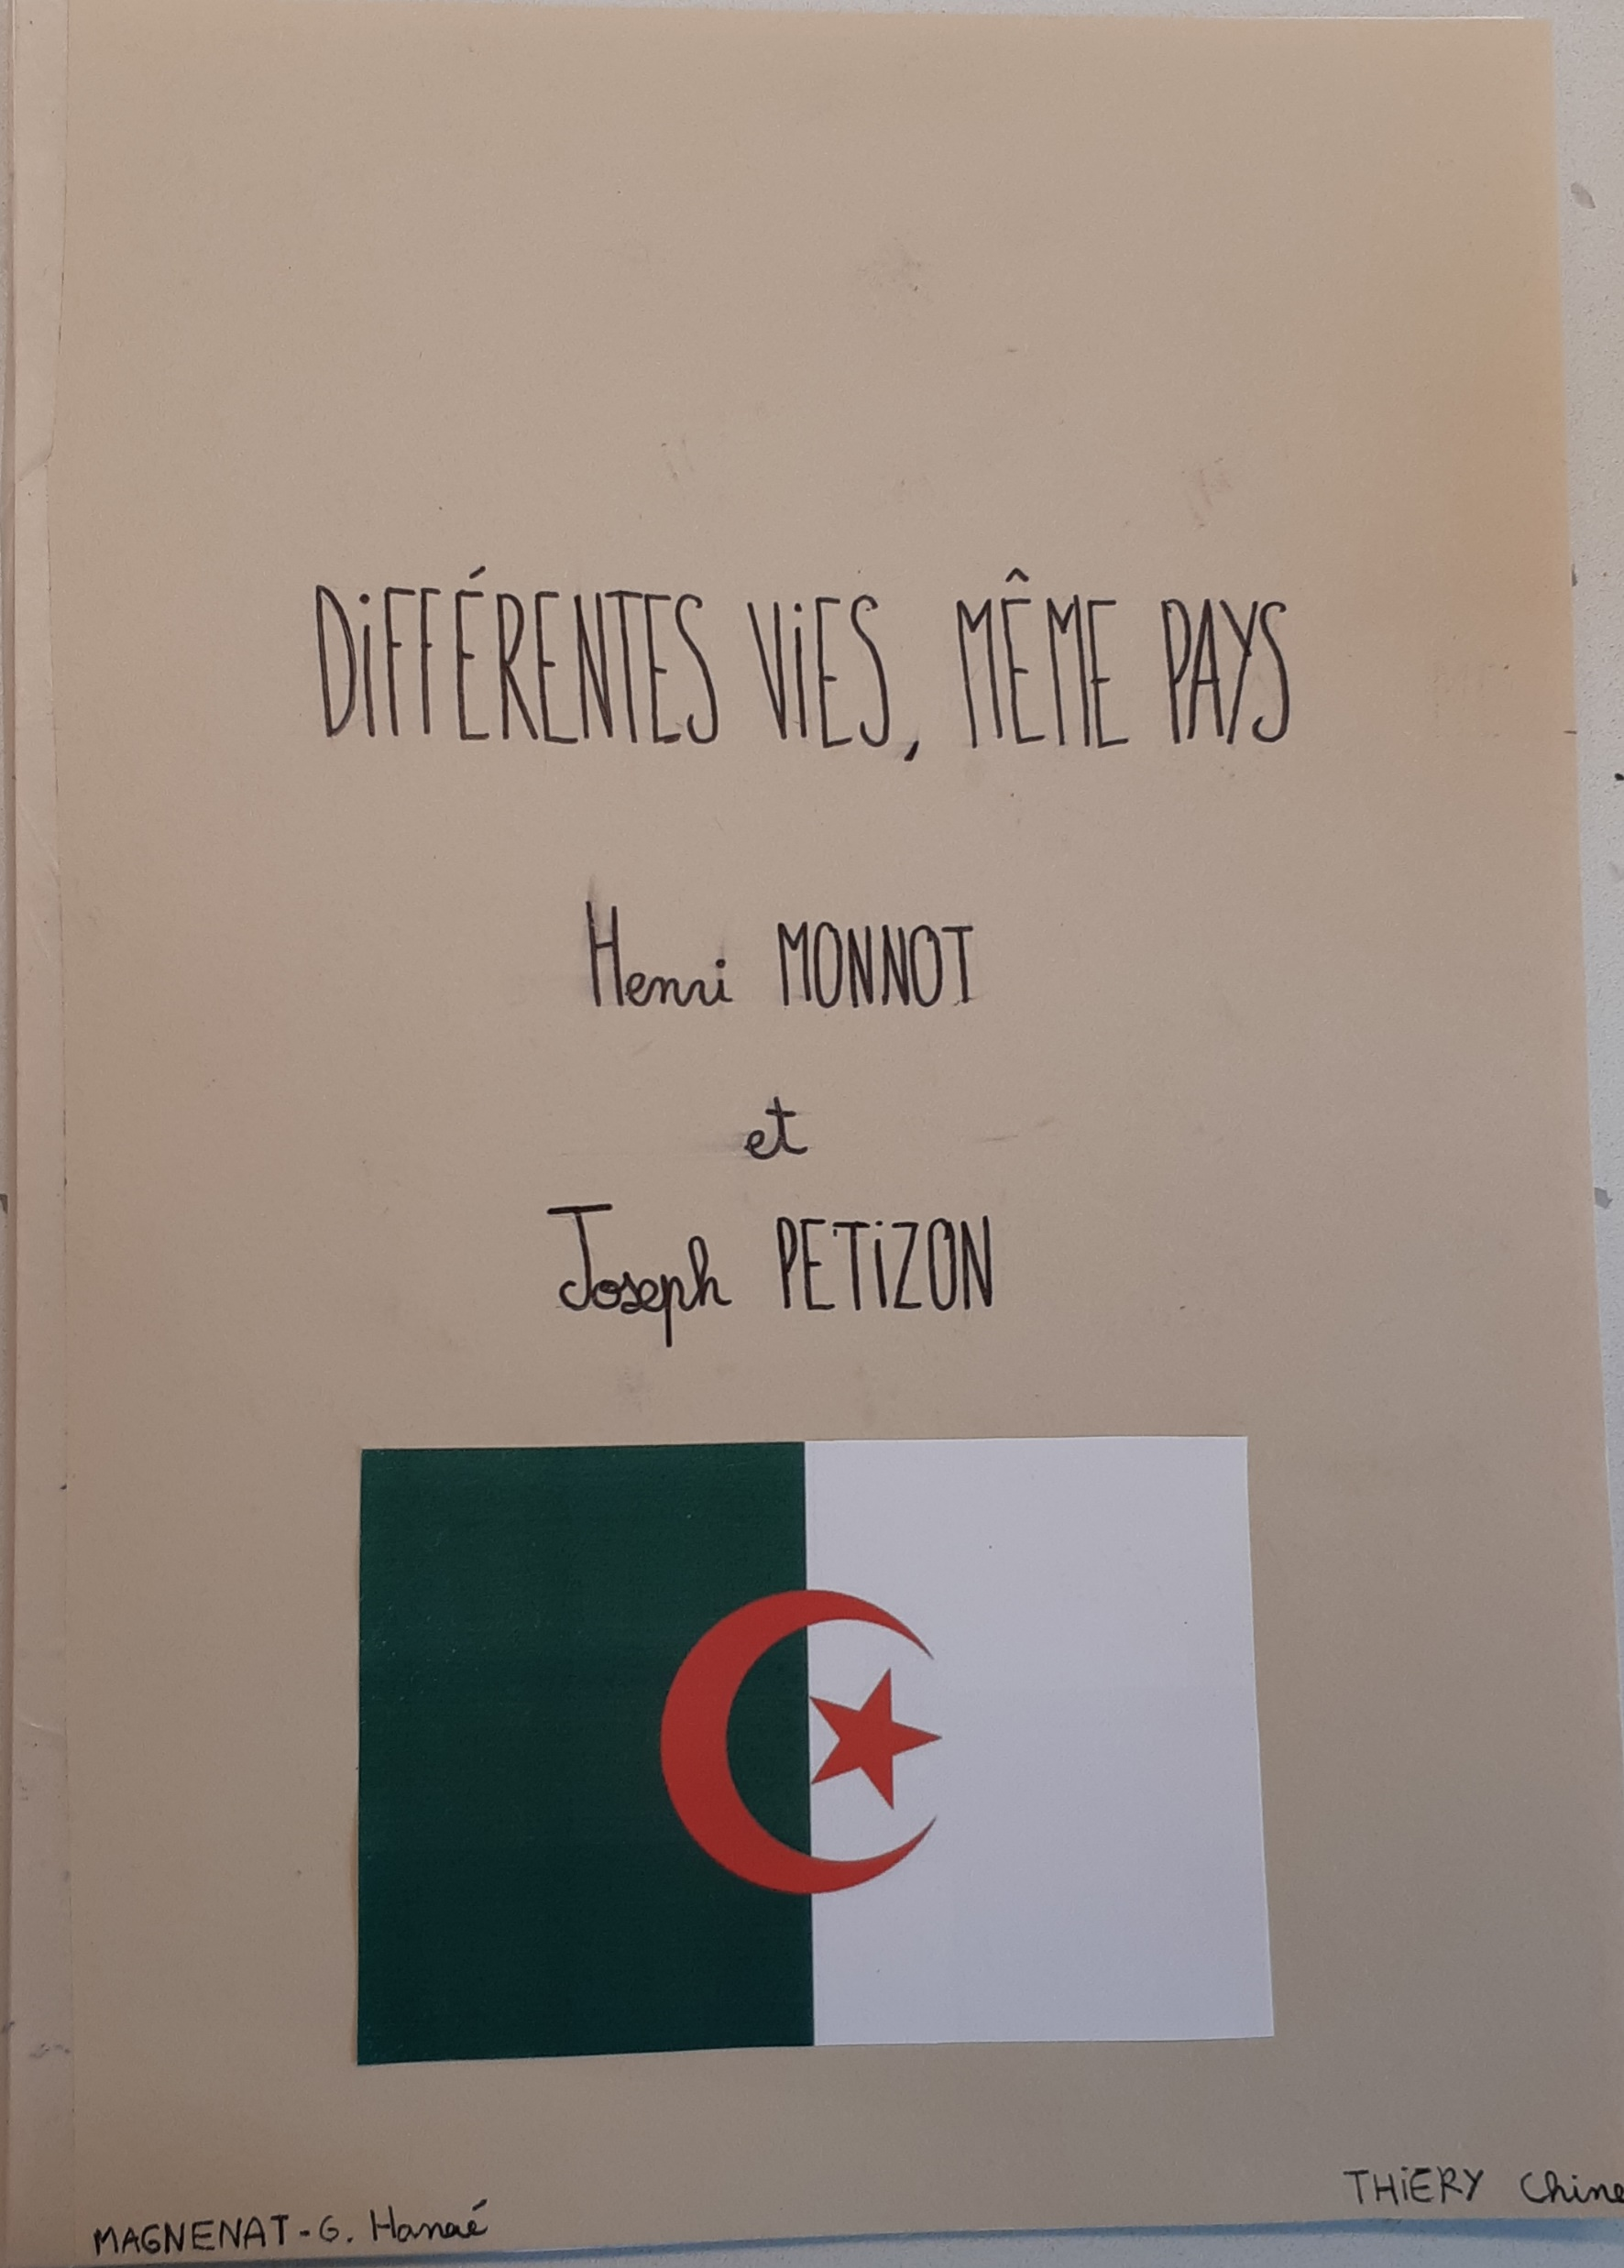 DiFFÉRENTES ViES, MÊME PAYS
Henri MONNOT
et
Joseph PETiZON
THiERY Chine
MAGNENAT-G. Hanaé